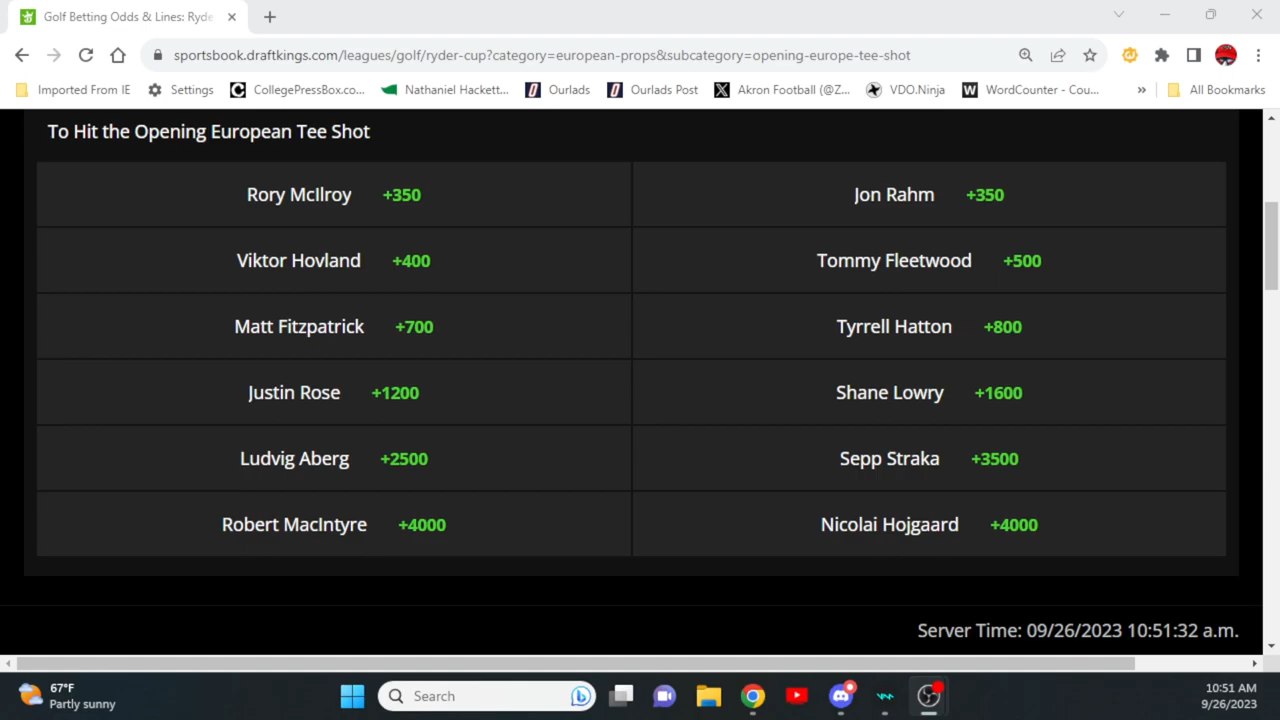 Golf Betting Odds & Lines: Ryde
sportsbook.draftkings.com/leagues/golf/ryder-cup?category=european-props&subcategory=opening-europe-tee-shot
Imported From IE Settings CollegePressBox.co... Nathaniel Hackett... Ourlads Ourlads Post Akron Football (@Z... VDO.Ninja WordCounter - Cou... » All Bookmarks
To Hit the Opening European Tee Shot
Rory McIlroy +350 Jon Rahm +350
Viktor Hovland +400 Tommy Fleetwood +500
Matt Fitzpatrick +700 Tyrrell Hatton +800
Justin Rose +1200 Shane Lowry +1600
Ludvig Aberg +2500 Sepp Straka +3500
Robert MacIntyre +4000 Nicolai Hojgaard +4000
Server Time: 09/26/2023 10:51:32 a.m.
67°F
Partly sunny
Search
10:51 AM
9/26/2023